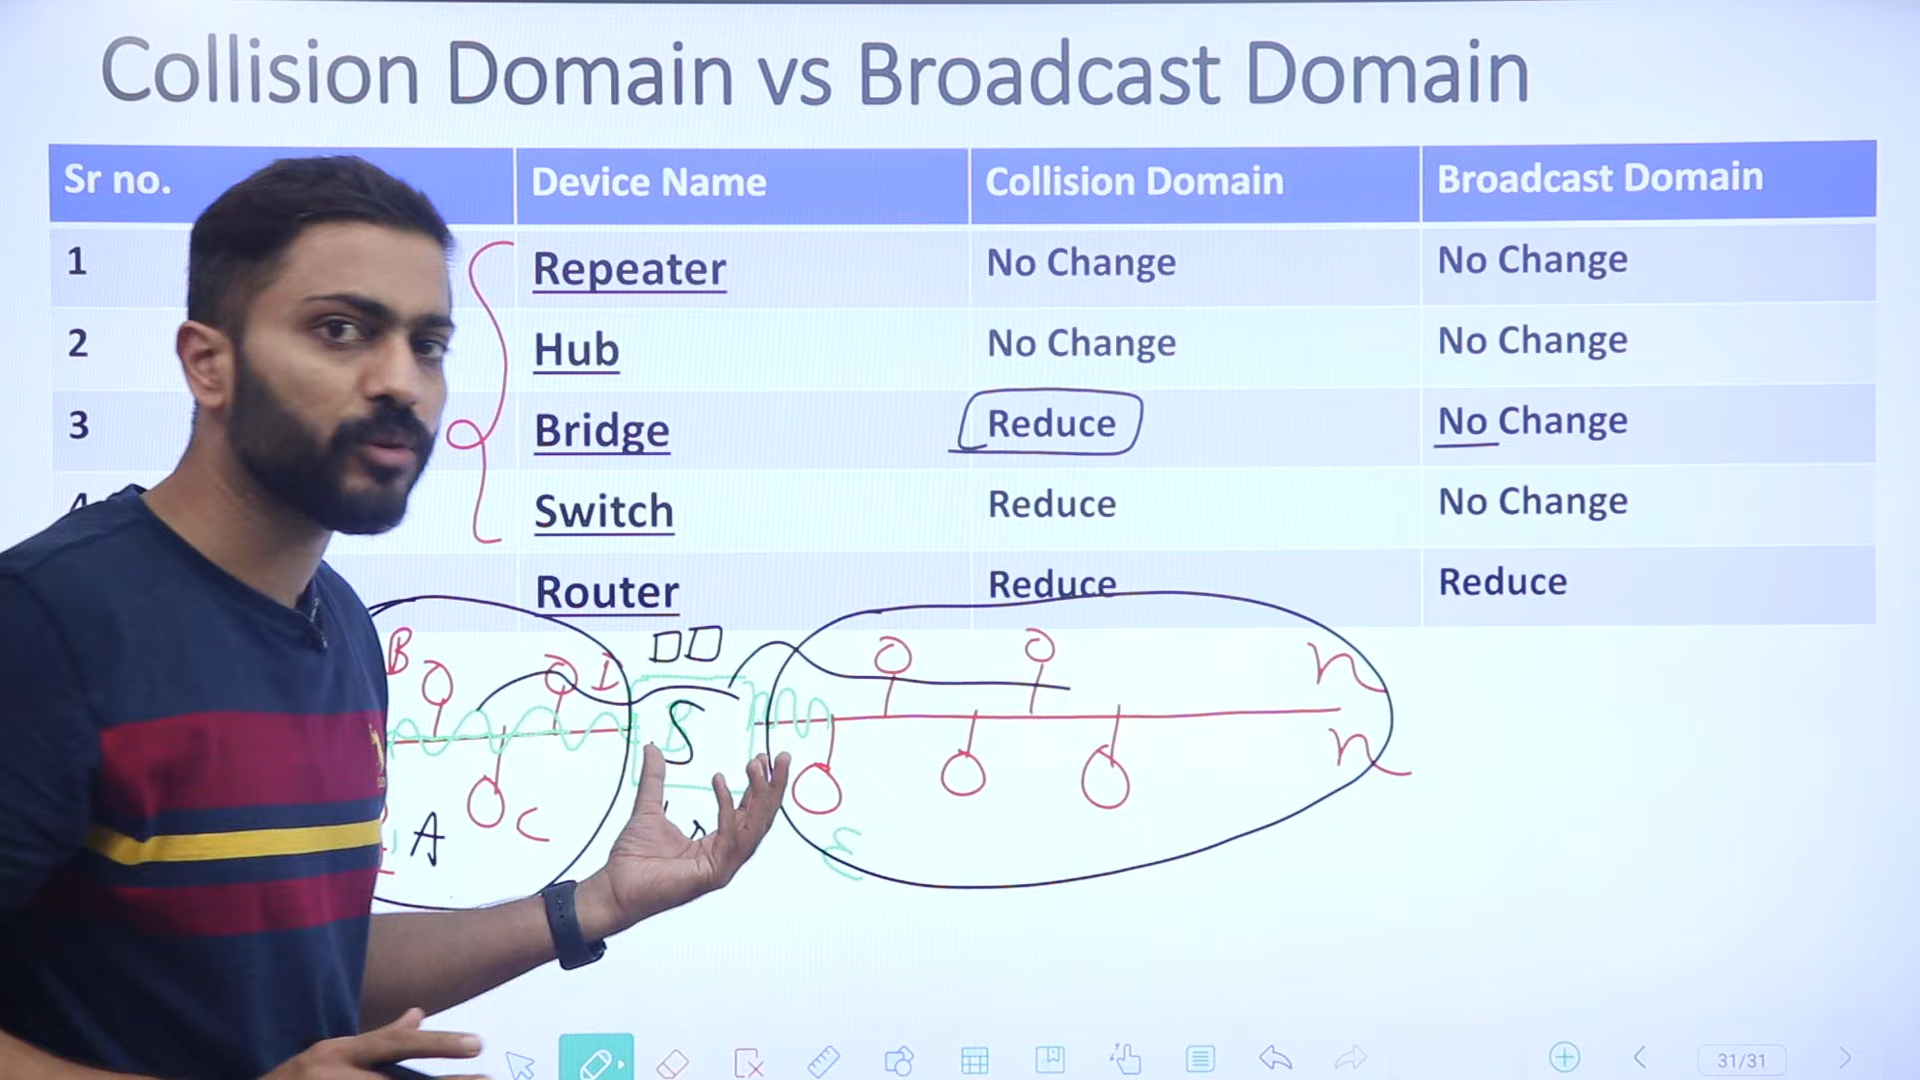 Collision Domain vs Broadcast Domain
Sr no. Device Name Collision Domain Broadcast Domain
1 Repeater No Change No Change
2 Hub No Change No Change
3 Bridge Reduce No Change
Switch Reduce No Change
Router Reduce Reduce
B
n
S
n
A
C
31/31